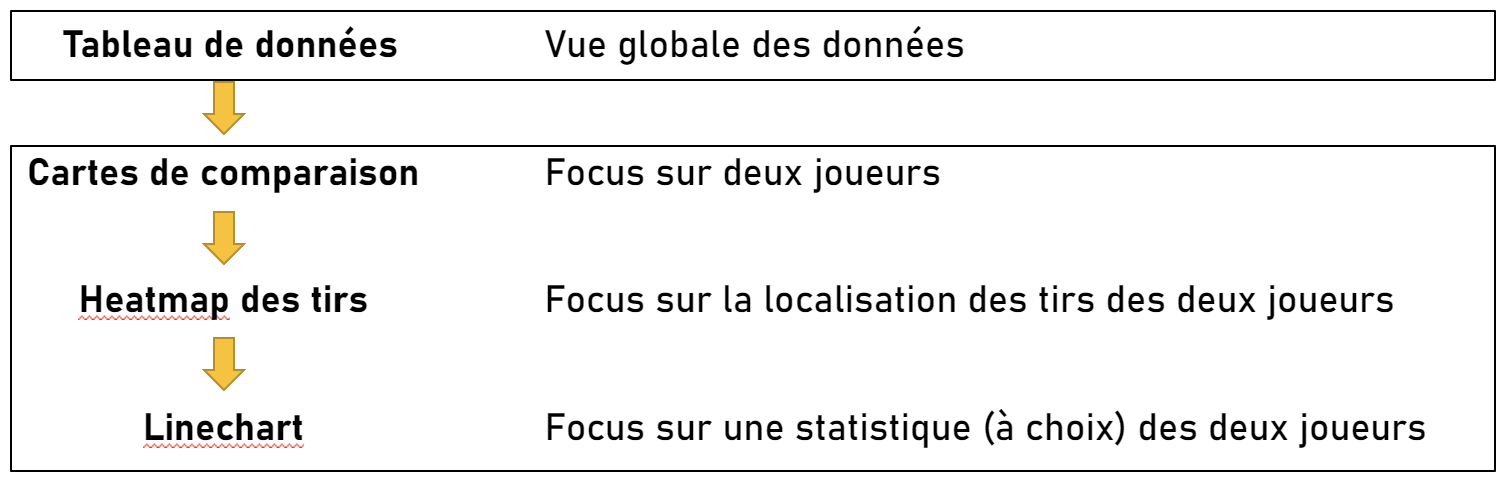 Tableau de données Vue globale des données
Cartes de comparaison Focus sur deux joueurs
Heatmap des tirs Focus sur la localisation des tirs des deux joueurs
Linechart Focus sur une statistique (à choix) des deux joueurs